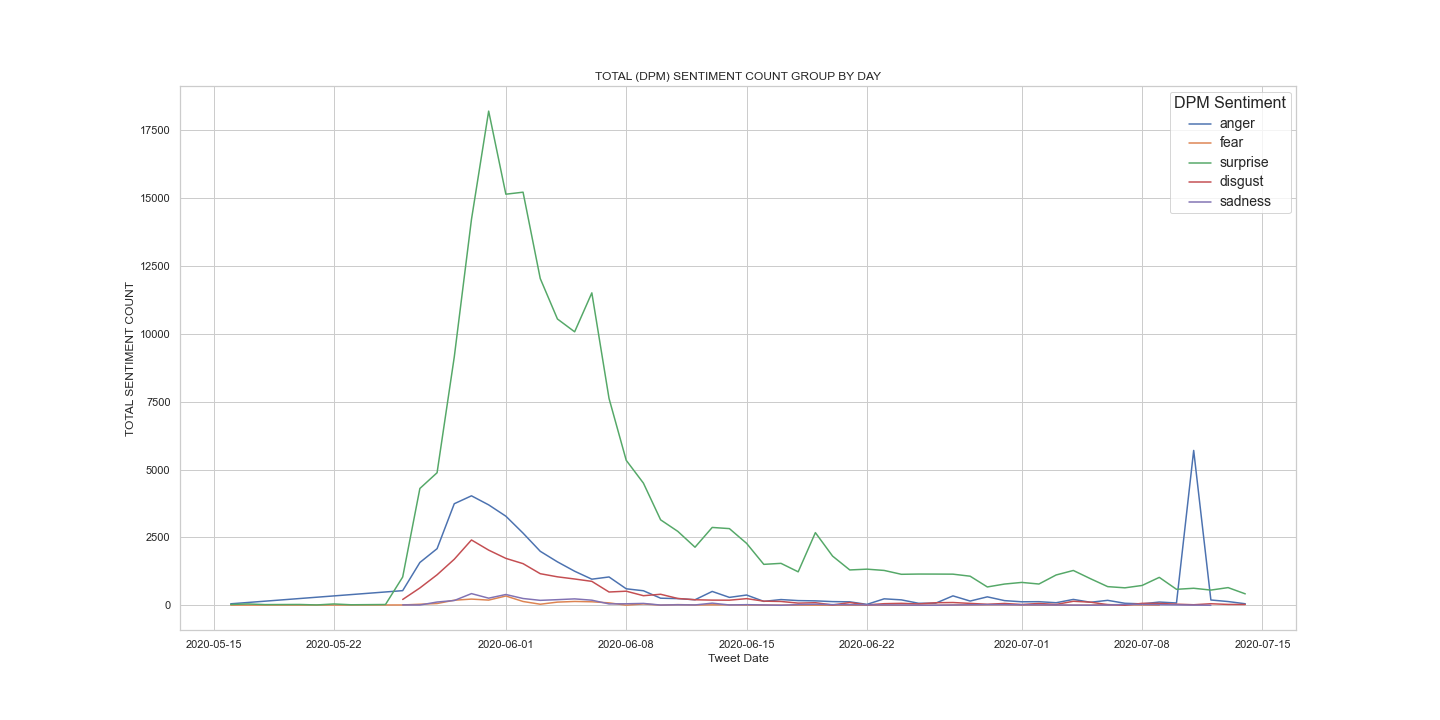 TOTAL (DPM) SENTIMENT COUNT GROUP BY DAY
DPM Sentiment
anger
fear
surprise
disgust
sadness
TOTAL SENTIMENT COUNT
17500
15000
12500
10000
7500
5000
2500
0
2020-05-15 2020-05-22 2020-06-01 2020-06-08 2020-06-15 2020-06-22 2020-07-01 2020-07-08 2020-07-15
Tweet Date